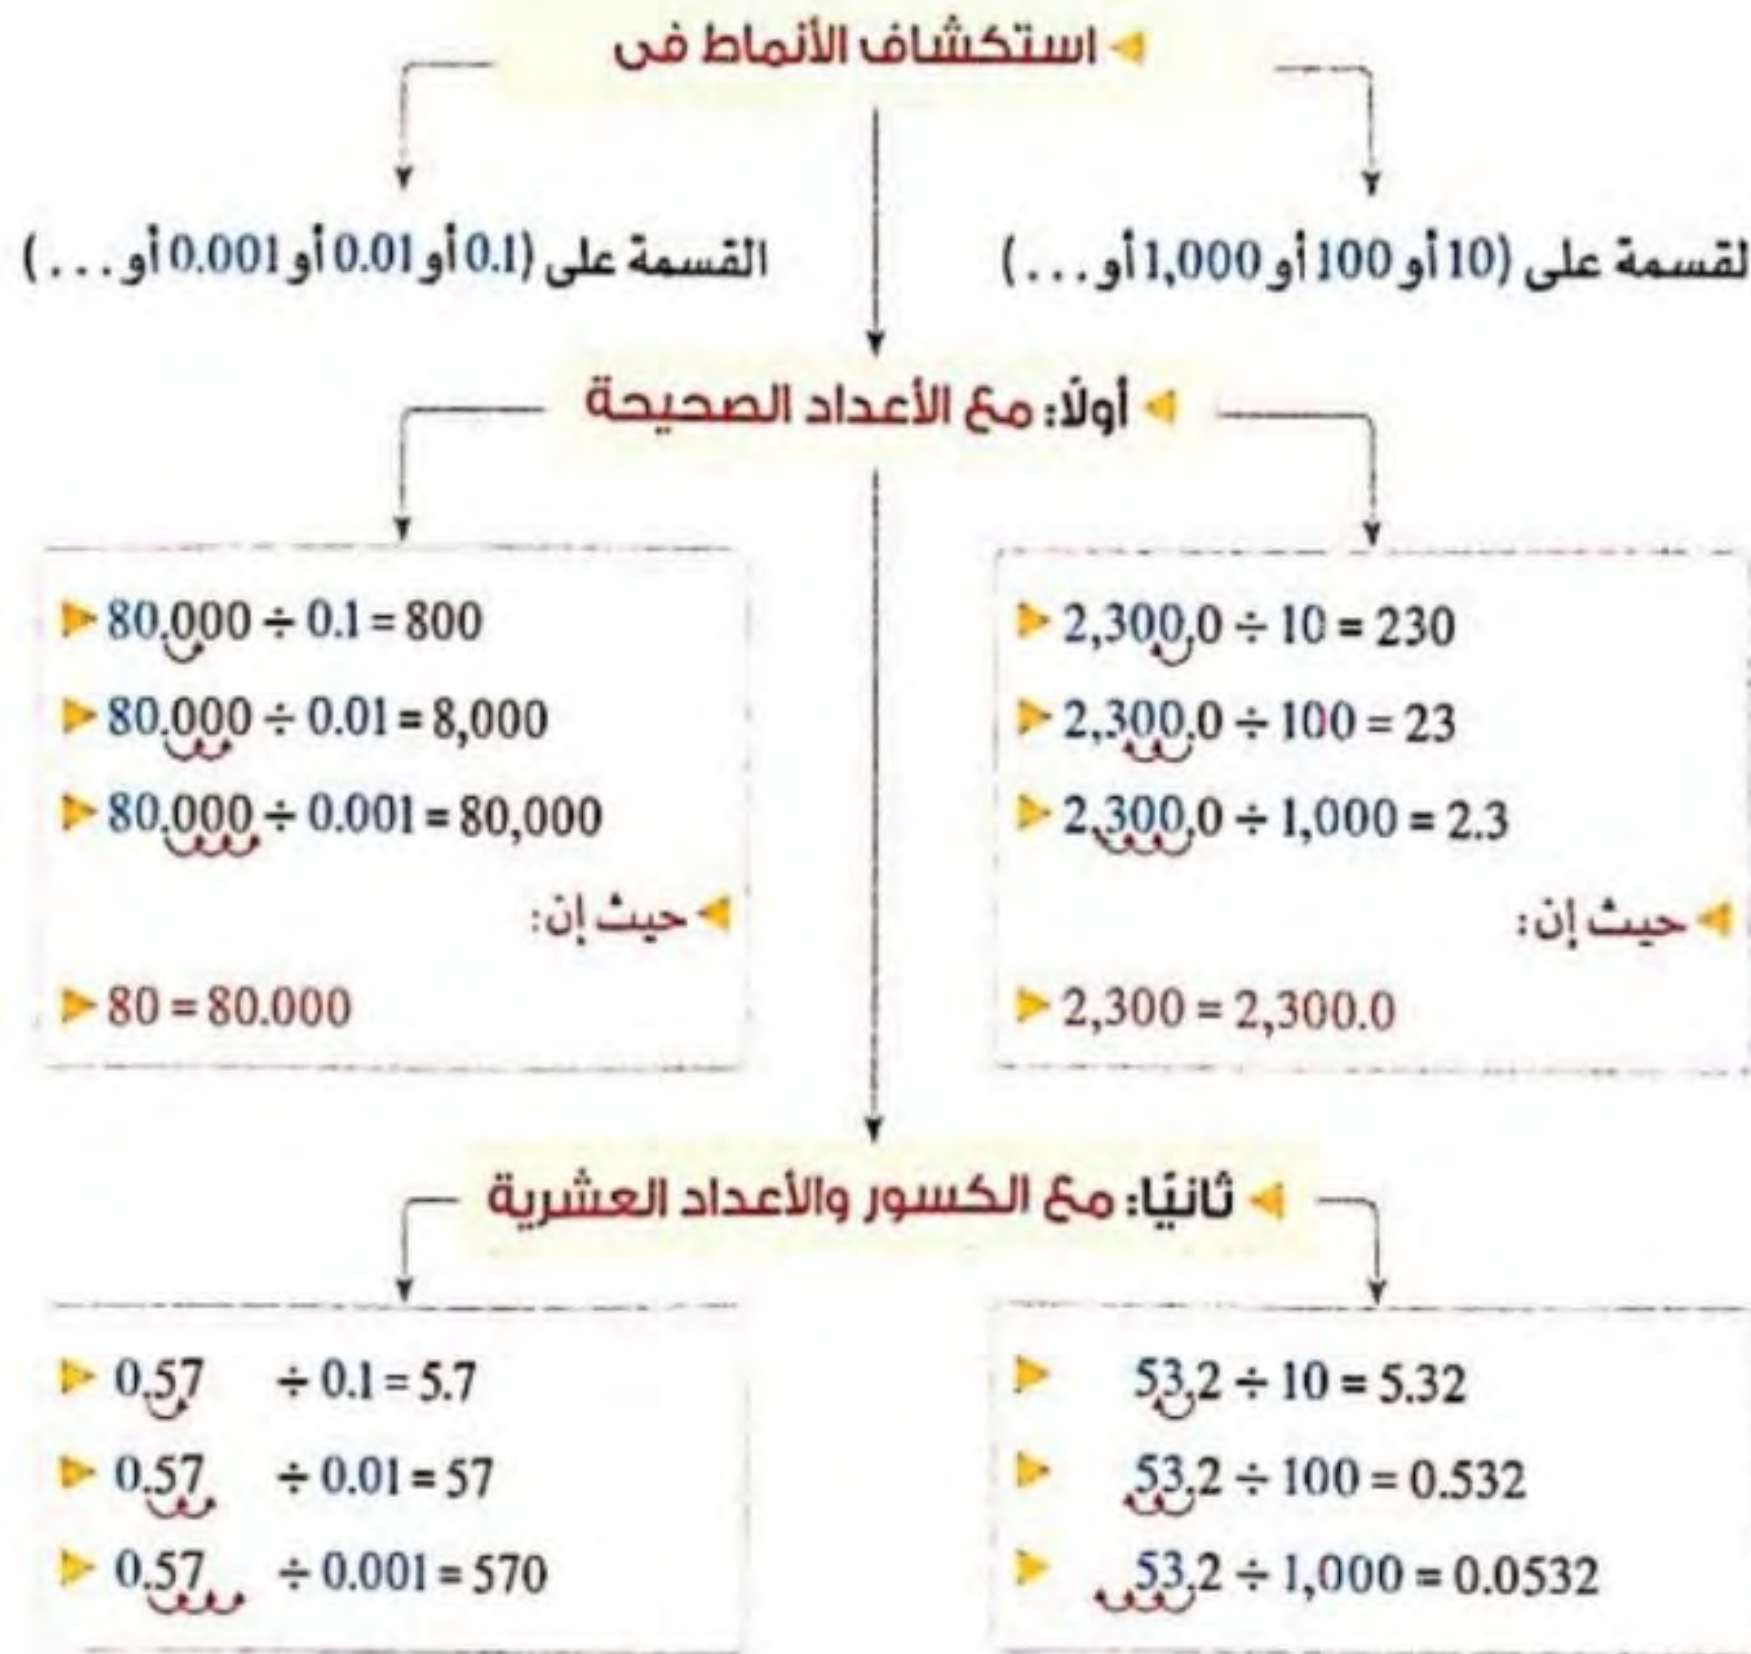 استكشاف الأنماط فى
لقسمة على (10 أو 100 أو 1,000 أو ...)
القسمة على (0.1 أو 0.01 أو 0.001 أو ...)
أولًا: مع الأعداد الصحيحة
2,300.0 ÷ 10 = 230
2,300.0 ÷ 100 = 23
2,300.0 ÷ 1,000 = 2.3
حيث إن:
2,300 = 2,300.0
80.000 ÷ 0.1 = 800
80.000 ÷ 0.01 = 8,000
80.000 ÷ 0.001 = 80,000
حيث إن:
80 = 80.000
ثانيًا: مع الكسور والأعداد العشرية
53.2 ÷ 10 = 5.32
53.2 ÷ 100 = 0.532
53.2 ÷ 1,000 = 0.0532
0.57 ÷ 0.1 = 5.7
0.57 ÷ 0.01 = 57
0.57 ÷ 0.001 = 570